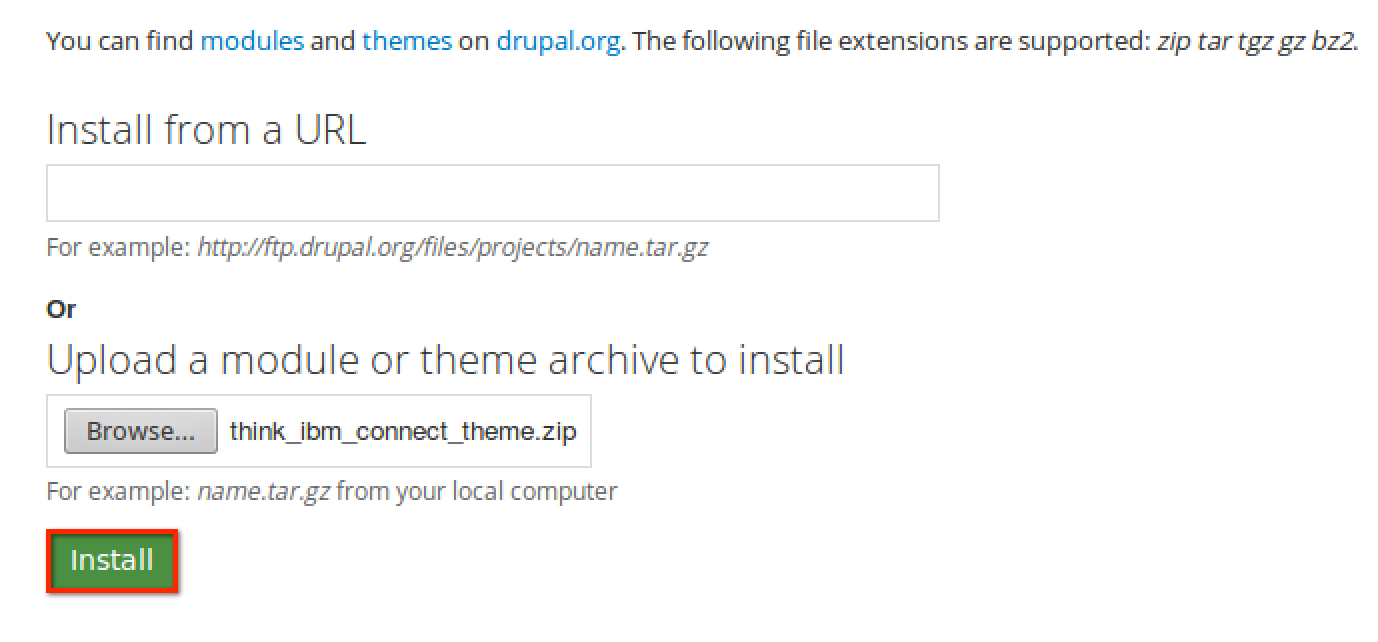 You can find modules and themes on drupal.org. The following file extensions are supported: zip tar tgz gz bz2.
Install from a URL
For example: http://ftp.drupal.org/files/projects/name.tar.gz
Or
Upload a module or theme archive to install
Browse... think_ibm_connect_theme.zip
For example: name.tar.gz from your local computer
Install